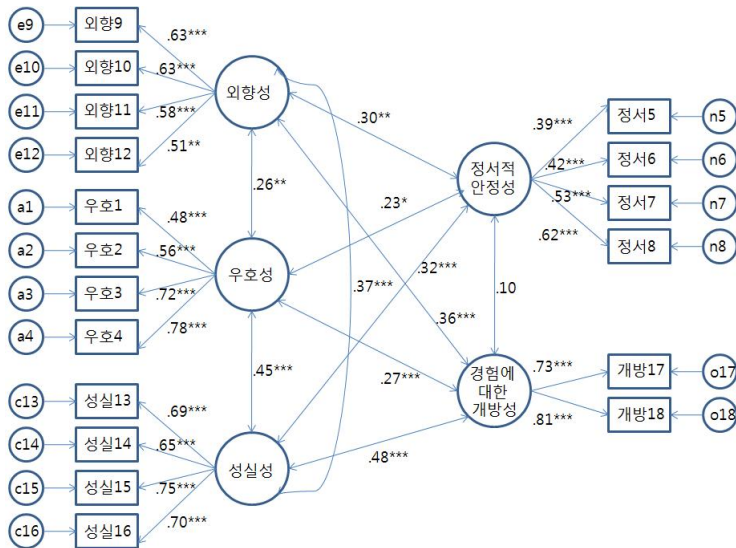 e9 외향9 .63***
e10 외향10 .63***
e11 외향11 .58***
e12 외향12 .51**
외향성
a1 우호1 .48***
a2 우호2 .56***
a3 우호3 .72***
a4 우호4 .78***
우호성
c13 성실13 .69***
c14 성실14 .65***
c15 성실15 .75***
c16 성실16 .70***
성실성
.26**
.45***
.30**
.23*
.37***
.32***
.36***
.27***
.48***
.10
정서적
안정성
.39*** 정서5 n5
.42*** 정서6 n6
.53*** 정서7 n7
.62*** 정서8 n8
경험에
대한
개방성
.73*** 개방17 o17
.81*** 개방18 o18